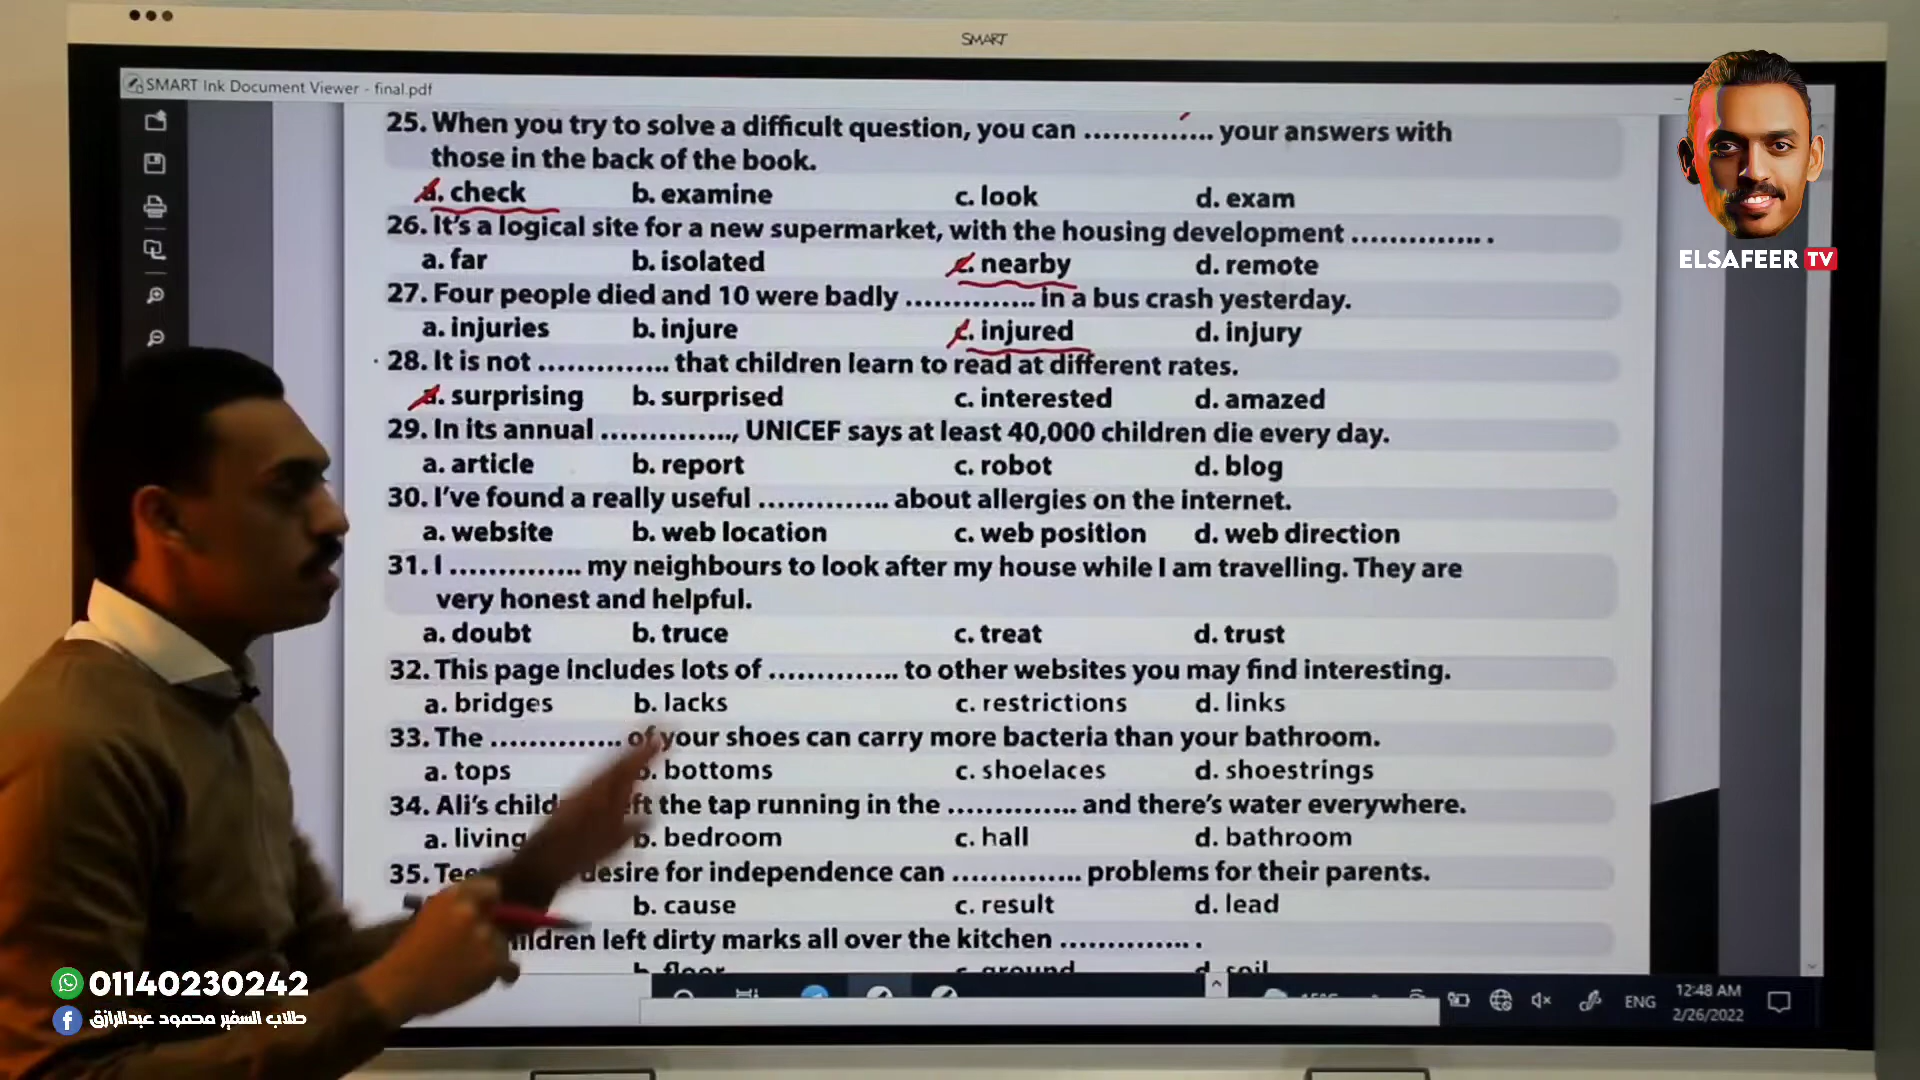 SMART
SMART Ink Document Viewer - final.pdf
25. When you try to solve a difficult question, you can .............. your answers with
those in the back of the book.
a. check b. examine c. look d. exam
26. It's a logical site for a new supermarket, with the housing development .............. .
a. far b. isolated c. nearby d. remote
27. Four people died and 10 were badly .............. in a bus crash yesterday.
a. injuries b. injure c. injured d. injury
28. It is not .............. that children learn to read at different rates.
a. surprising b. surprised c. interested d. amazed
29. In its annual .............., UNICEF says at least 40,000 children die every day.
a. article b. report c. robot d. blog
30. I've found a really useful .............. about allergies on the internet.
a. website b. web location c. web position d. web direction
31. I .............. my neighbours to look after my house while I am travelling. They are
very honest and helpful.
a. doubt b. truce c. treat d. trust
32. This page includes lots of .............. to other websites you may find interesting.
a. bridges b. lacks c. restrictions d. links
33. The .............. of your shoes can carry more bacteria than your bathroom.
a. tops b. bottoms c. shoelaces d. shoestrings
34. Ali's the tap running in the .............. and there's water everywhere.
a. living b. bedroom c. hall d. bathroom
35. desire for independence can .............. problems for their parents.
b. cause c. result d. lead
left dirty marks all over the kitchen .............. .
b. floor c. ground d. soil
ENG
12:48 AM
2/26/2022
ELSAFEER TV
01140230242
طلاب السفير محمود عبدالرازق